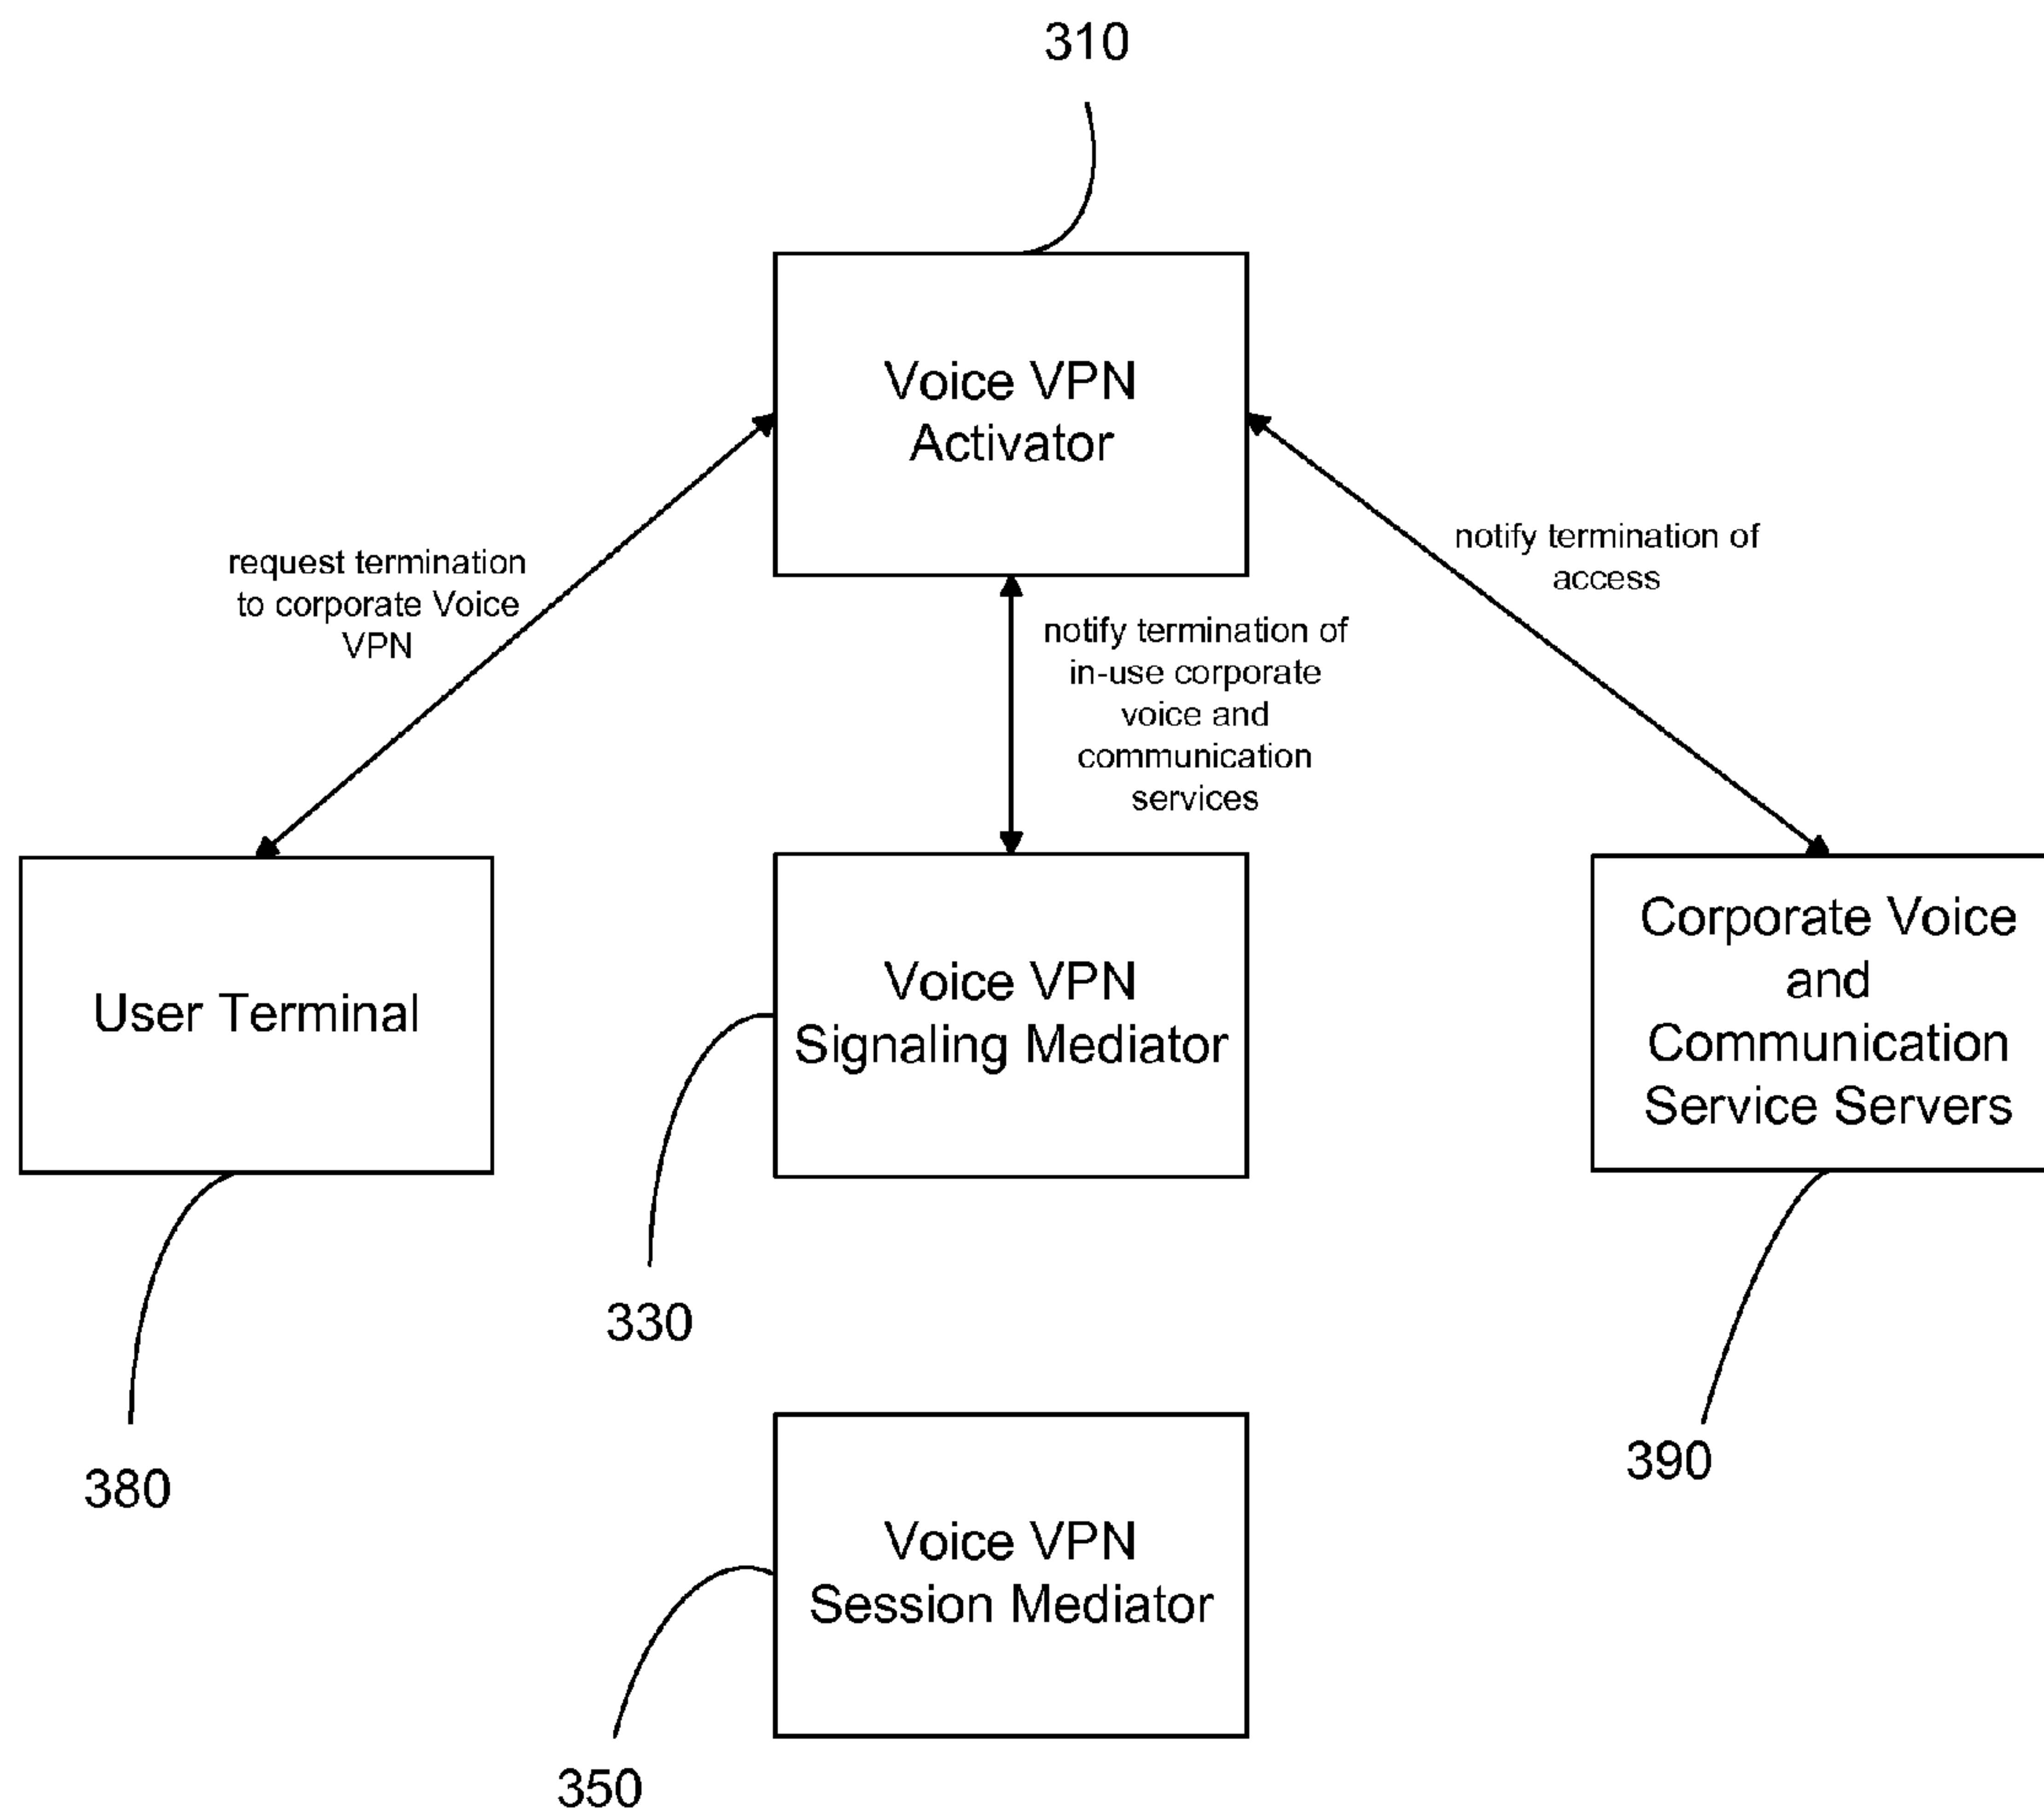 310
Voice VPN
Activator
request termination
to corporate Voice
VPN
notify termination of
in-use corporate
voice and
communication
services
notify termination of
access
User Terminal
Voice VPN
Signaling Mediator
Corporate Voice
and
Communication
Service Servers
380
330
390
Voice VPN
Session Mediator
350